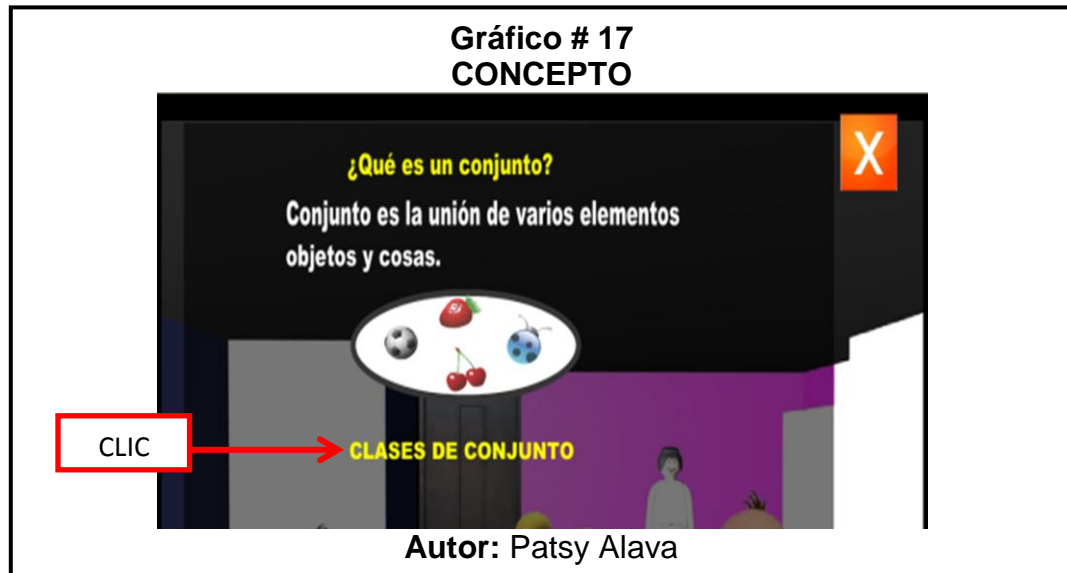 Gráfico # 17
CONCEPTO
X
¿Qué es un conjunto?
Conjunto es la unión de varios elementos
objetos y cosas.
CLIC
CLASES DE CONJUNTO
Autor: Patsy Alava